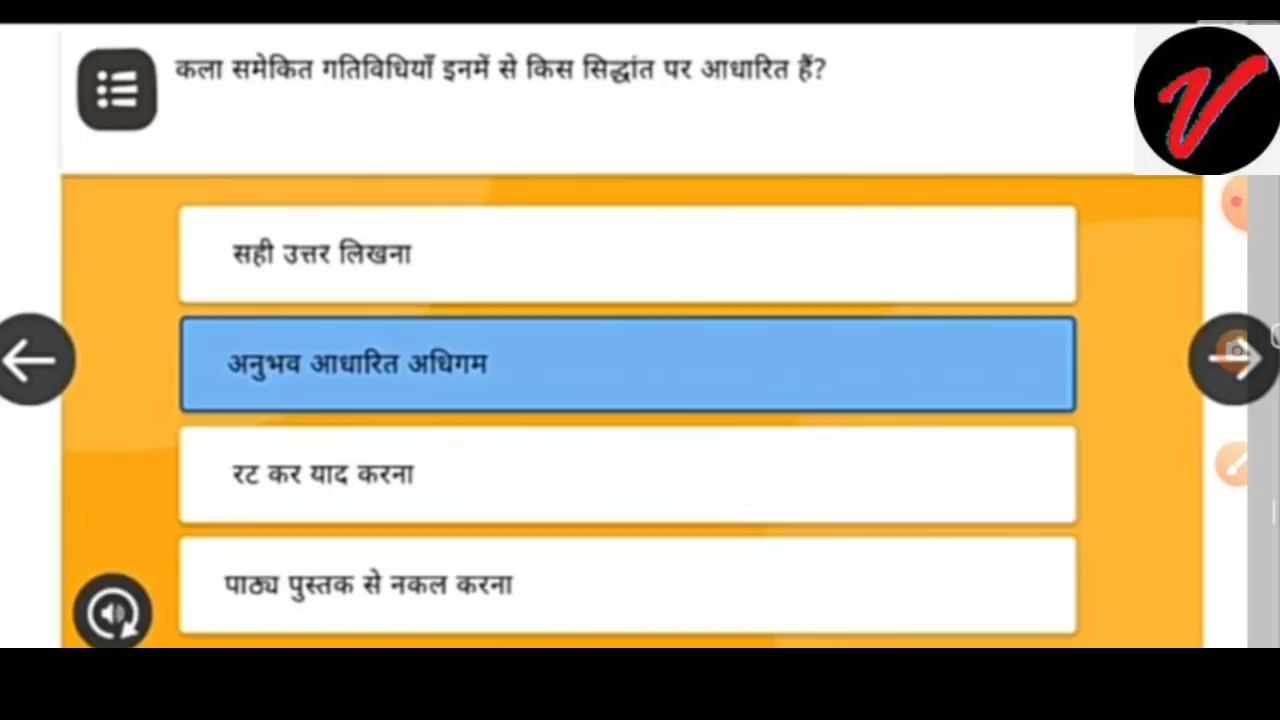 कला समेकित गतिविधियाँ इनमें से किस सिद्धांत पर आधारित हैं?
सही उत्तर लिखना
अनुभव आधारित अधिगम
रट कर याद करना
पाठ्य पुस्तक से नकल करना
V